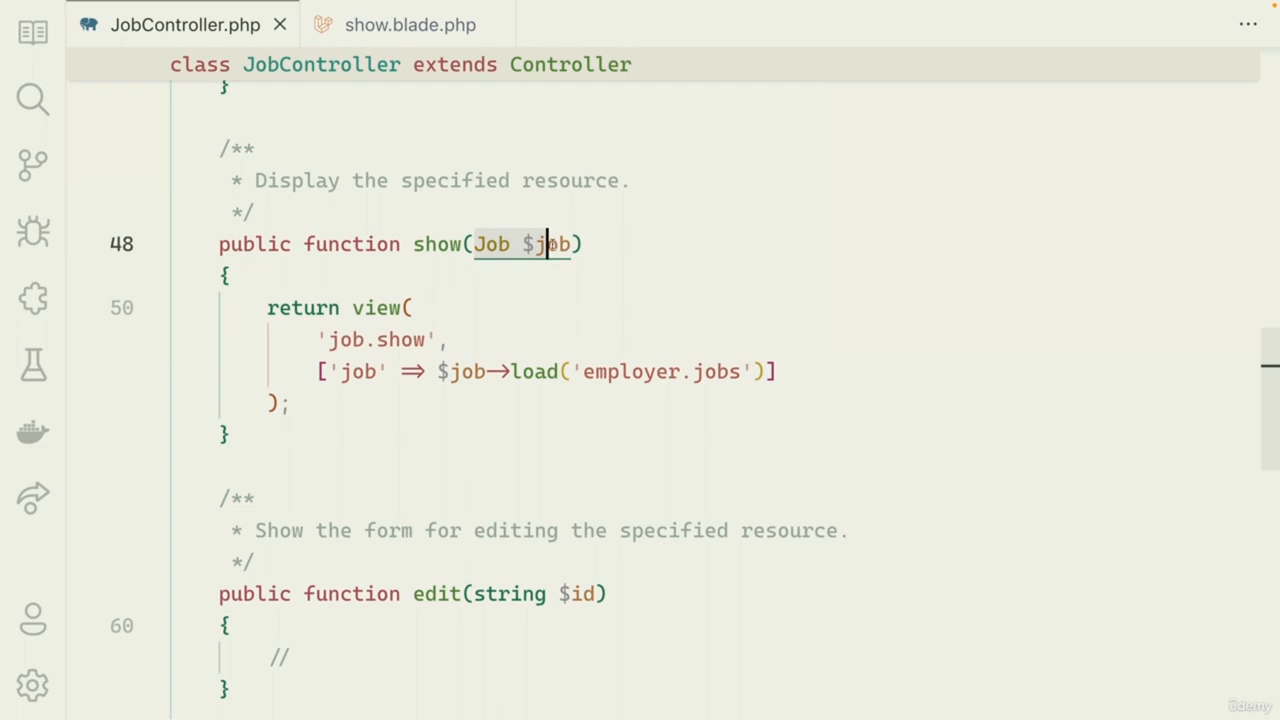 JobController.php
show.blade.php
class JobController extends Controller
}
/**
* Display the specified resource.
*/
48 public function show(Job $job)
{
50 return view(
'job.show',
['job' => $job->load('employer.jobs')]
);
}
/**
* Show the form for editing the specified resource.
*/
public function edit(string $id)
60 {
//
}
ûdemy